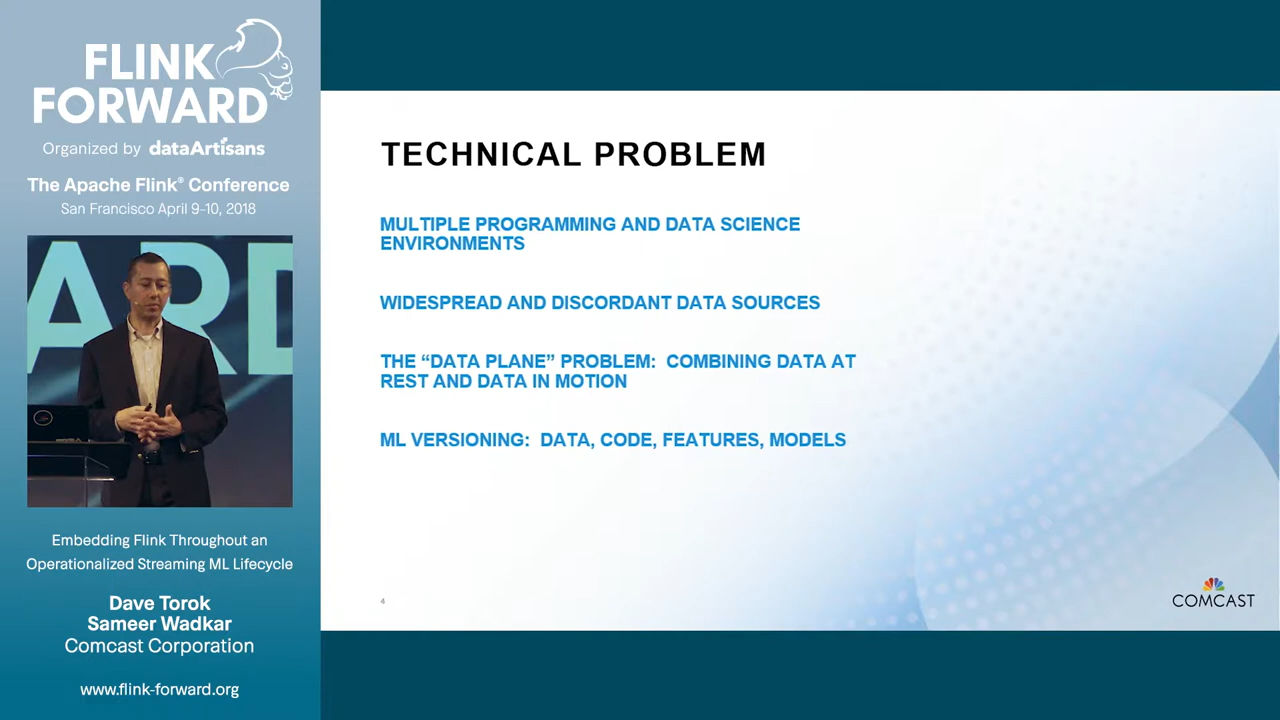 FLINK
FORWARD
Organized by dataArtisans
The Apache Flink® Conference
San Francisco April 9-10, 2018
ARD
Embedding Flink Throughout an
Operationalized Streaming ML Lifecycle
Dave Torok
Sameer Wadkar
Comcast Corporation
www.flink-forward.org
TECHNICAL PROBLEM
MULTIPLE PROGRAMMING AND DATA SCIENCE
ENVIRONMENTS
WIDESPREAD AND DISCORDANT DATA SOURCES
THE “DATA PLANE” PROBLEM:  COMBINING DATA AT
REST AND DATA IN MOTION
ML VERSIONING:  DATA, CODE, FEATURES, MODELS
4
COMCAST